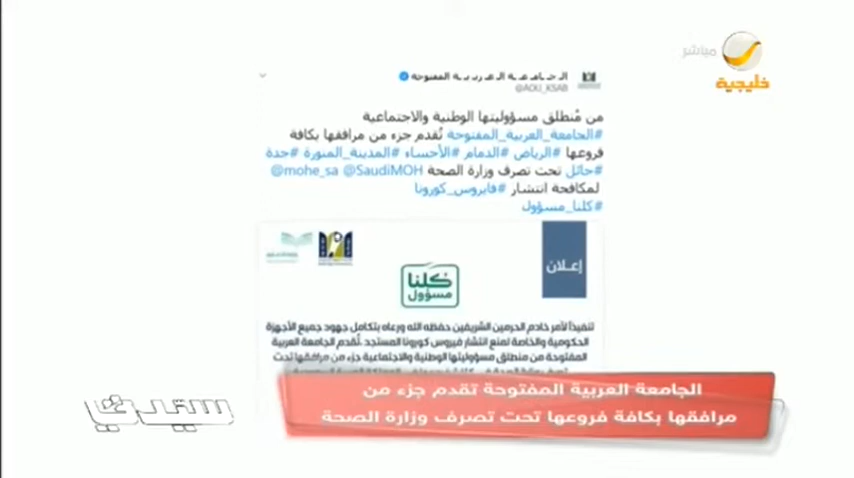 مباشر
خليجية
الجامعة العربية المفتوحة
@AOU_KSAB
من مُنطلق مسؤوليتها الوطنية والاجتماعية
#الجامعة_العربية_المفتوحة تُقدم جزء من مرافقها بكافة
فروعها #الرياض #الدمام #الأحساء #المدينة_المنورة #جدة
#حائل تحت تصرف وزارة الصحة @SaudiMOH @mohe_sa
لمكافحة انتشار #فايروس_كورونا
#كلنا_مسؤول
إعلان
كلنا
مسؤول
تنفيذاً لأمر خادم الحرمين الشريفين حفظه الله ورعاه بتكامل جهود جميع الأجهزة
الحكومية والخاصة لمنع انتشار فيروس كورونا المستجد .تُقدم الجامعة العربية
المفتوحة من منطلق مسؤوليتها الوطنية والاجتماعية جزء من مرافقها تحت
الجامعة العربية المفتوحة تقدم جزء من
مرافقها بكافة فروعها تحت تصرف وزارة الصحة
سيدتي